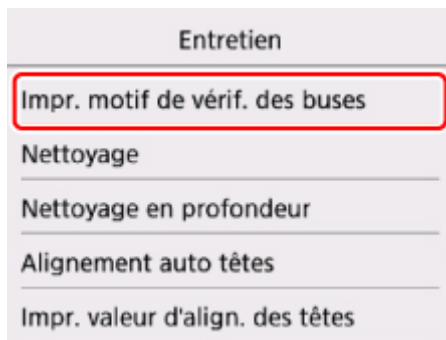 Entretien
Impr. motif de vérif. des buses
Nettoyage
Nettoyage en profondeur
Alignement auto têtes
Impr. valeur d'align. des têtes